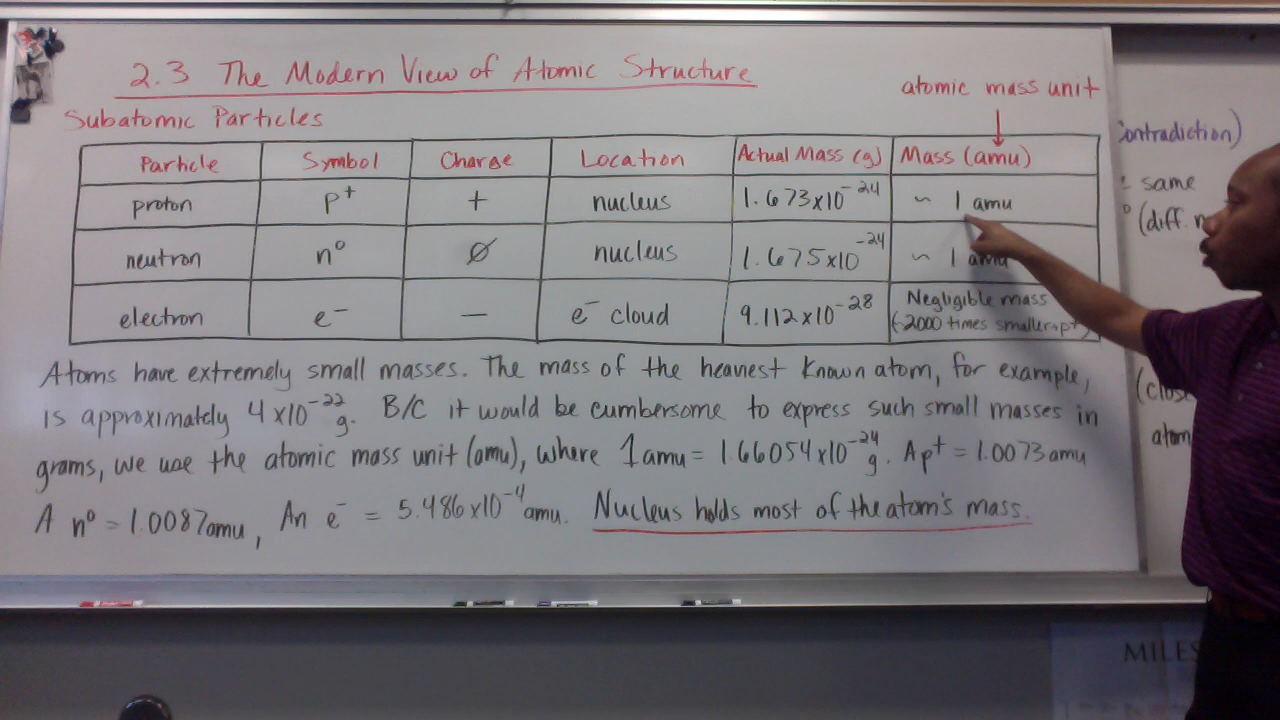 2.3 The Modern View of Atomic Structure
atomic mass unit
Subatomic Particles
Particle Symbol Charge Location Actual Mass (g) Mass (amu)
proton p⁺ + nucleus 1.673x10⁻²⁴ ~ 1 amu
neutron n⁰ ∅ nucleus 1.675x10⁻²⁴ ~ 1 amu
electron e⁻ — e⁻ cloud 9.112x10⁻²⁸ Negligible mass
(~2000 times smaller p⁺)
Atoms have extremely small masses. The mass of the heaviest known atom, for example,
is approximately 4x10⁻²² g. B/C it would be cumbersome to express such small masses in
grams, we use the atomic mass unit (amu), where 1 amu = 1.66054x10⁻²⁴ g. A p⁺ = 1.0073 amu
A n⁰ = 1.0087 amu, An e⁻ = 5.486x10⁻⁴ amu. Nucleus holds most of the atom's mass.
contradiction)
same
(diff.
atom
MILES